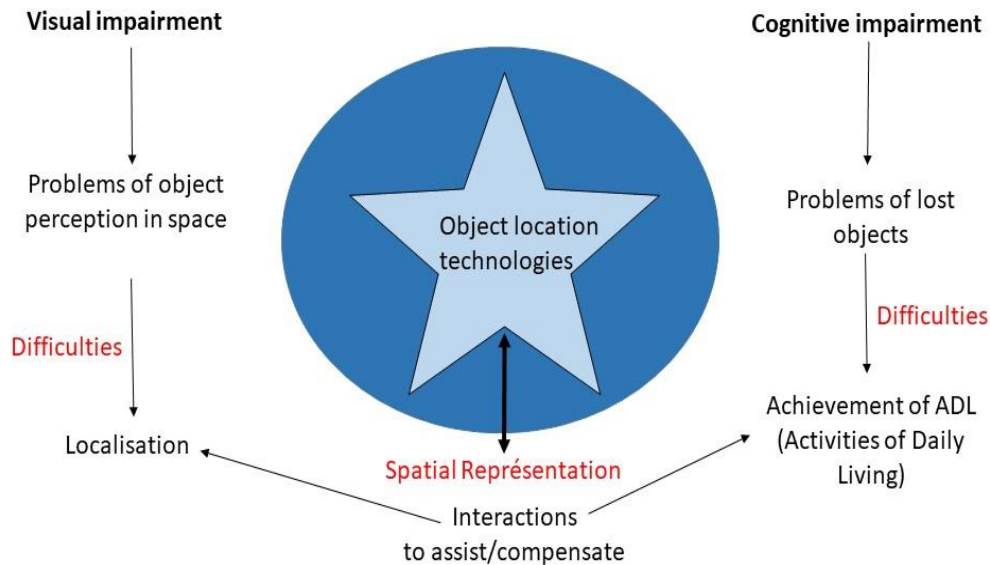 Visual impairment
Problems of object
perception in space
Difficulties
Localisation
Object location
technologies
Spatial Représentation
Interactions
to assist/compensate
Cognitive impairment
Problems of lost
objects
Difficulties
Achievement of ADL
(Activities of Daily
Living)